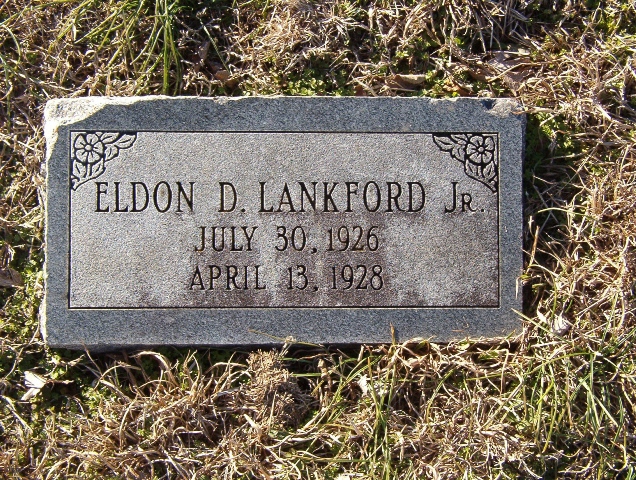 ELDON D. LANKFORD JR.
JULY 30, 1926
APRIL 13, 1928